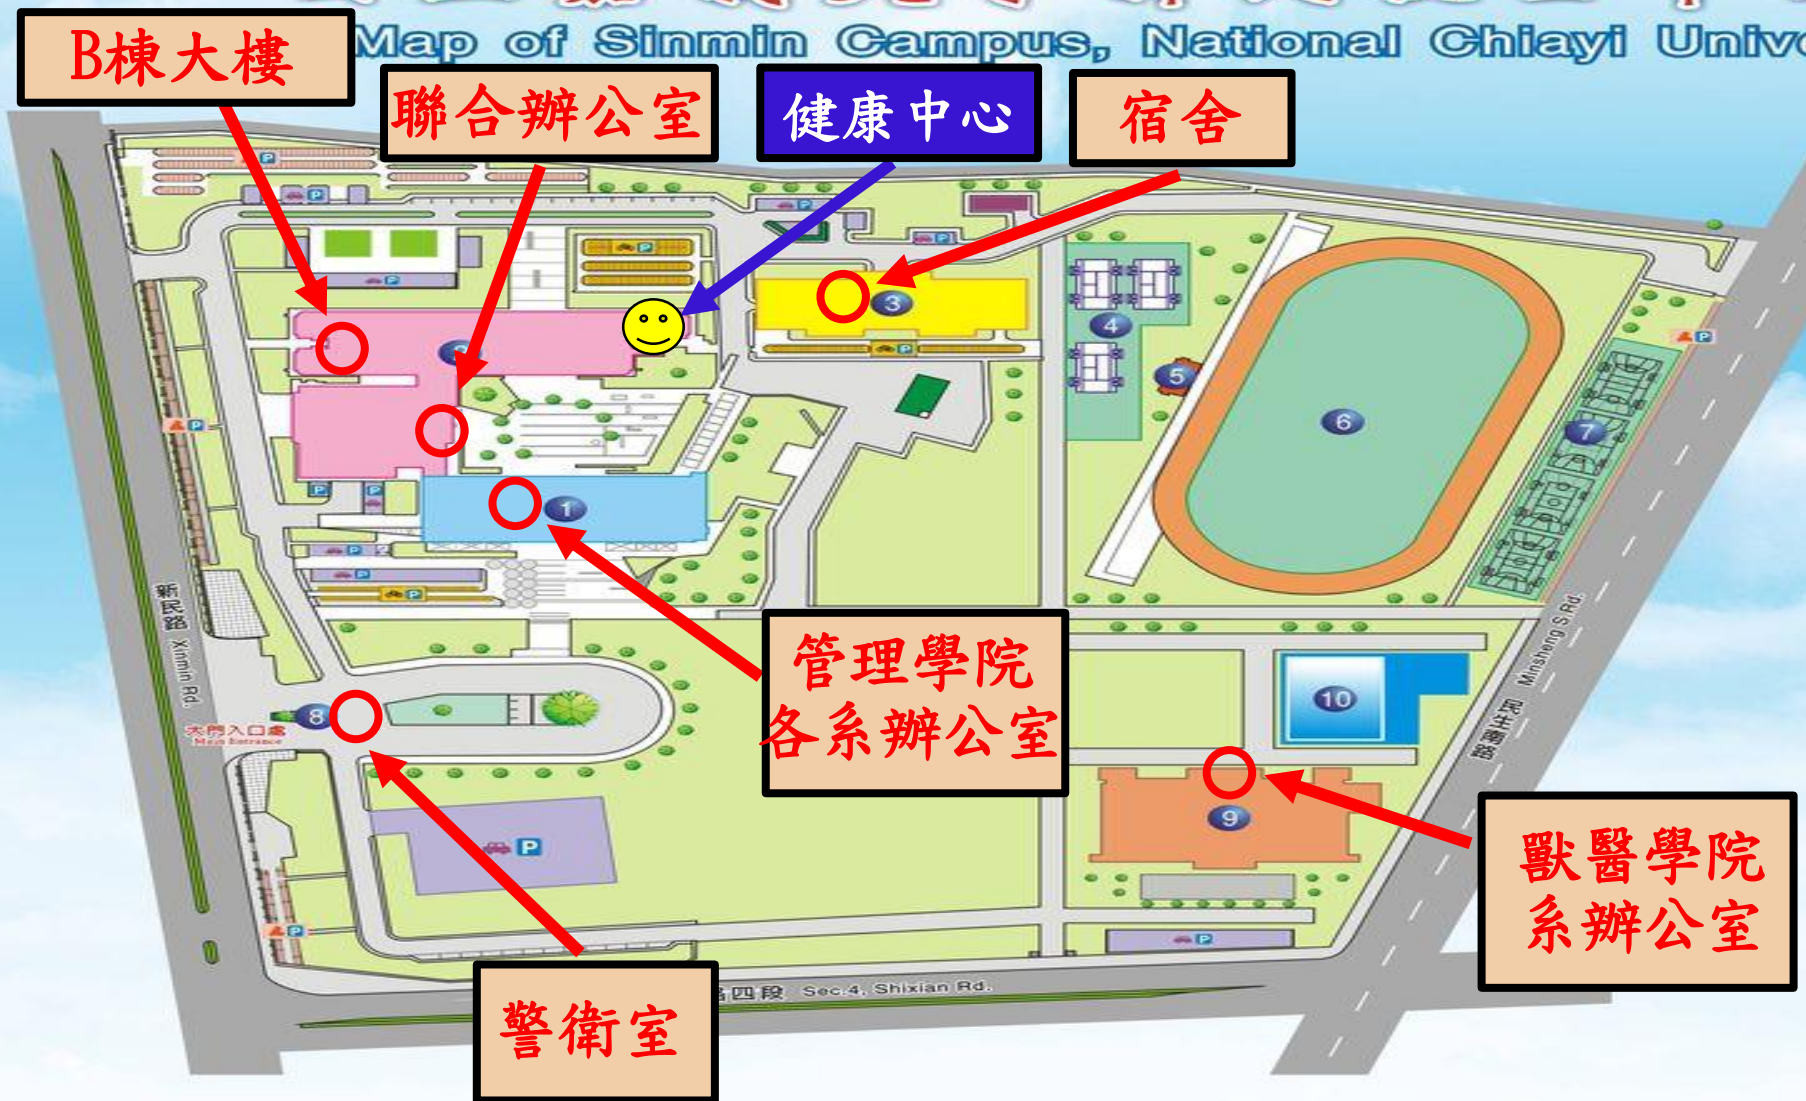 Map of Sinmin Campus, National Chiayi
B棟大樓
聯合辦公室
健康中心
宿舍
P
P
P
P
P
P
P
3
P
4
5
6
7
P
P
1
P
P
P
P
P
新民路 Xinmin Rd.
管理學院
各系辦公室
民生南路 Minsheng S.Rd.
10
8
大門入口處
Main Entrance
9
P
P
P
獸醫學院
系辦公室
四段 Sec.4, Shixian Rd.
警衛室